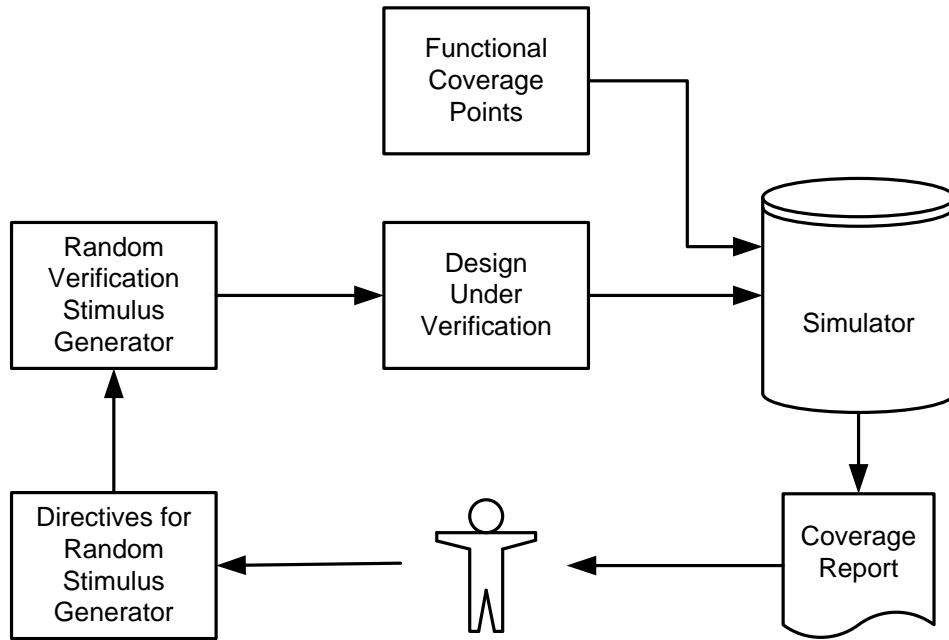 Functional
Coverage
Points
Random
Verification
Stimulus
Generator
Design
Under
Verification
Simulator
Directives for
Random
Stimulus
Generator
Coverage
Report